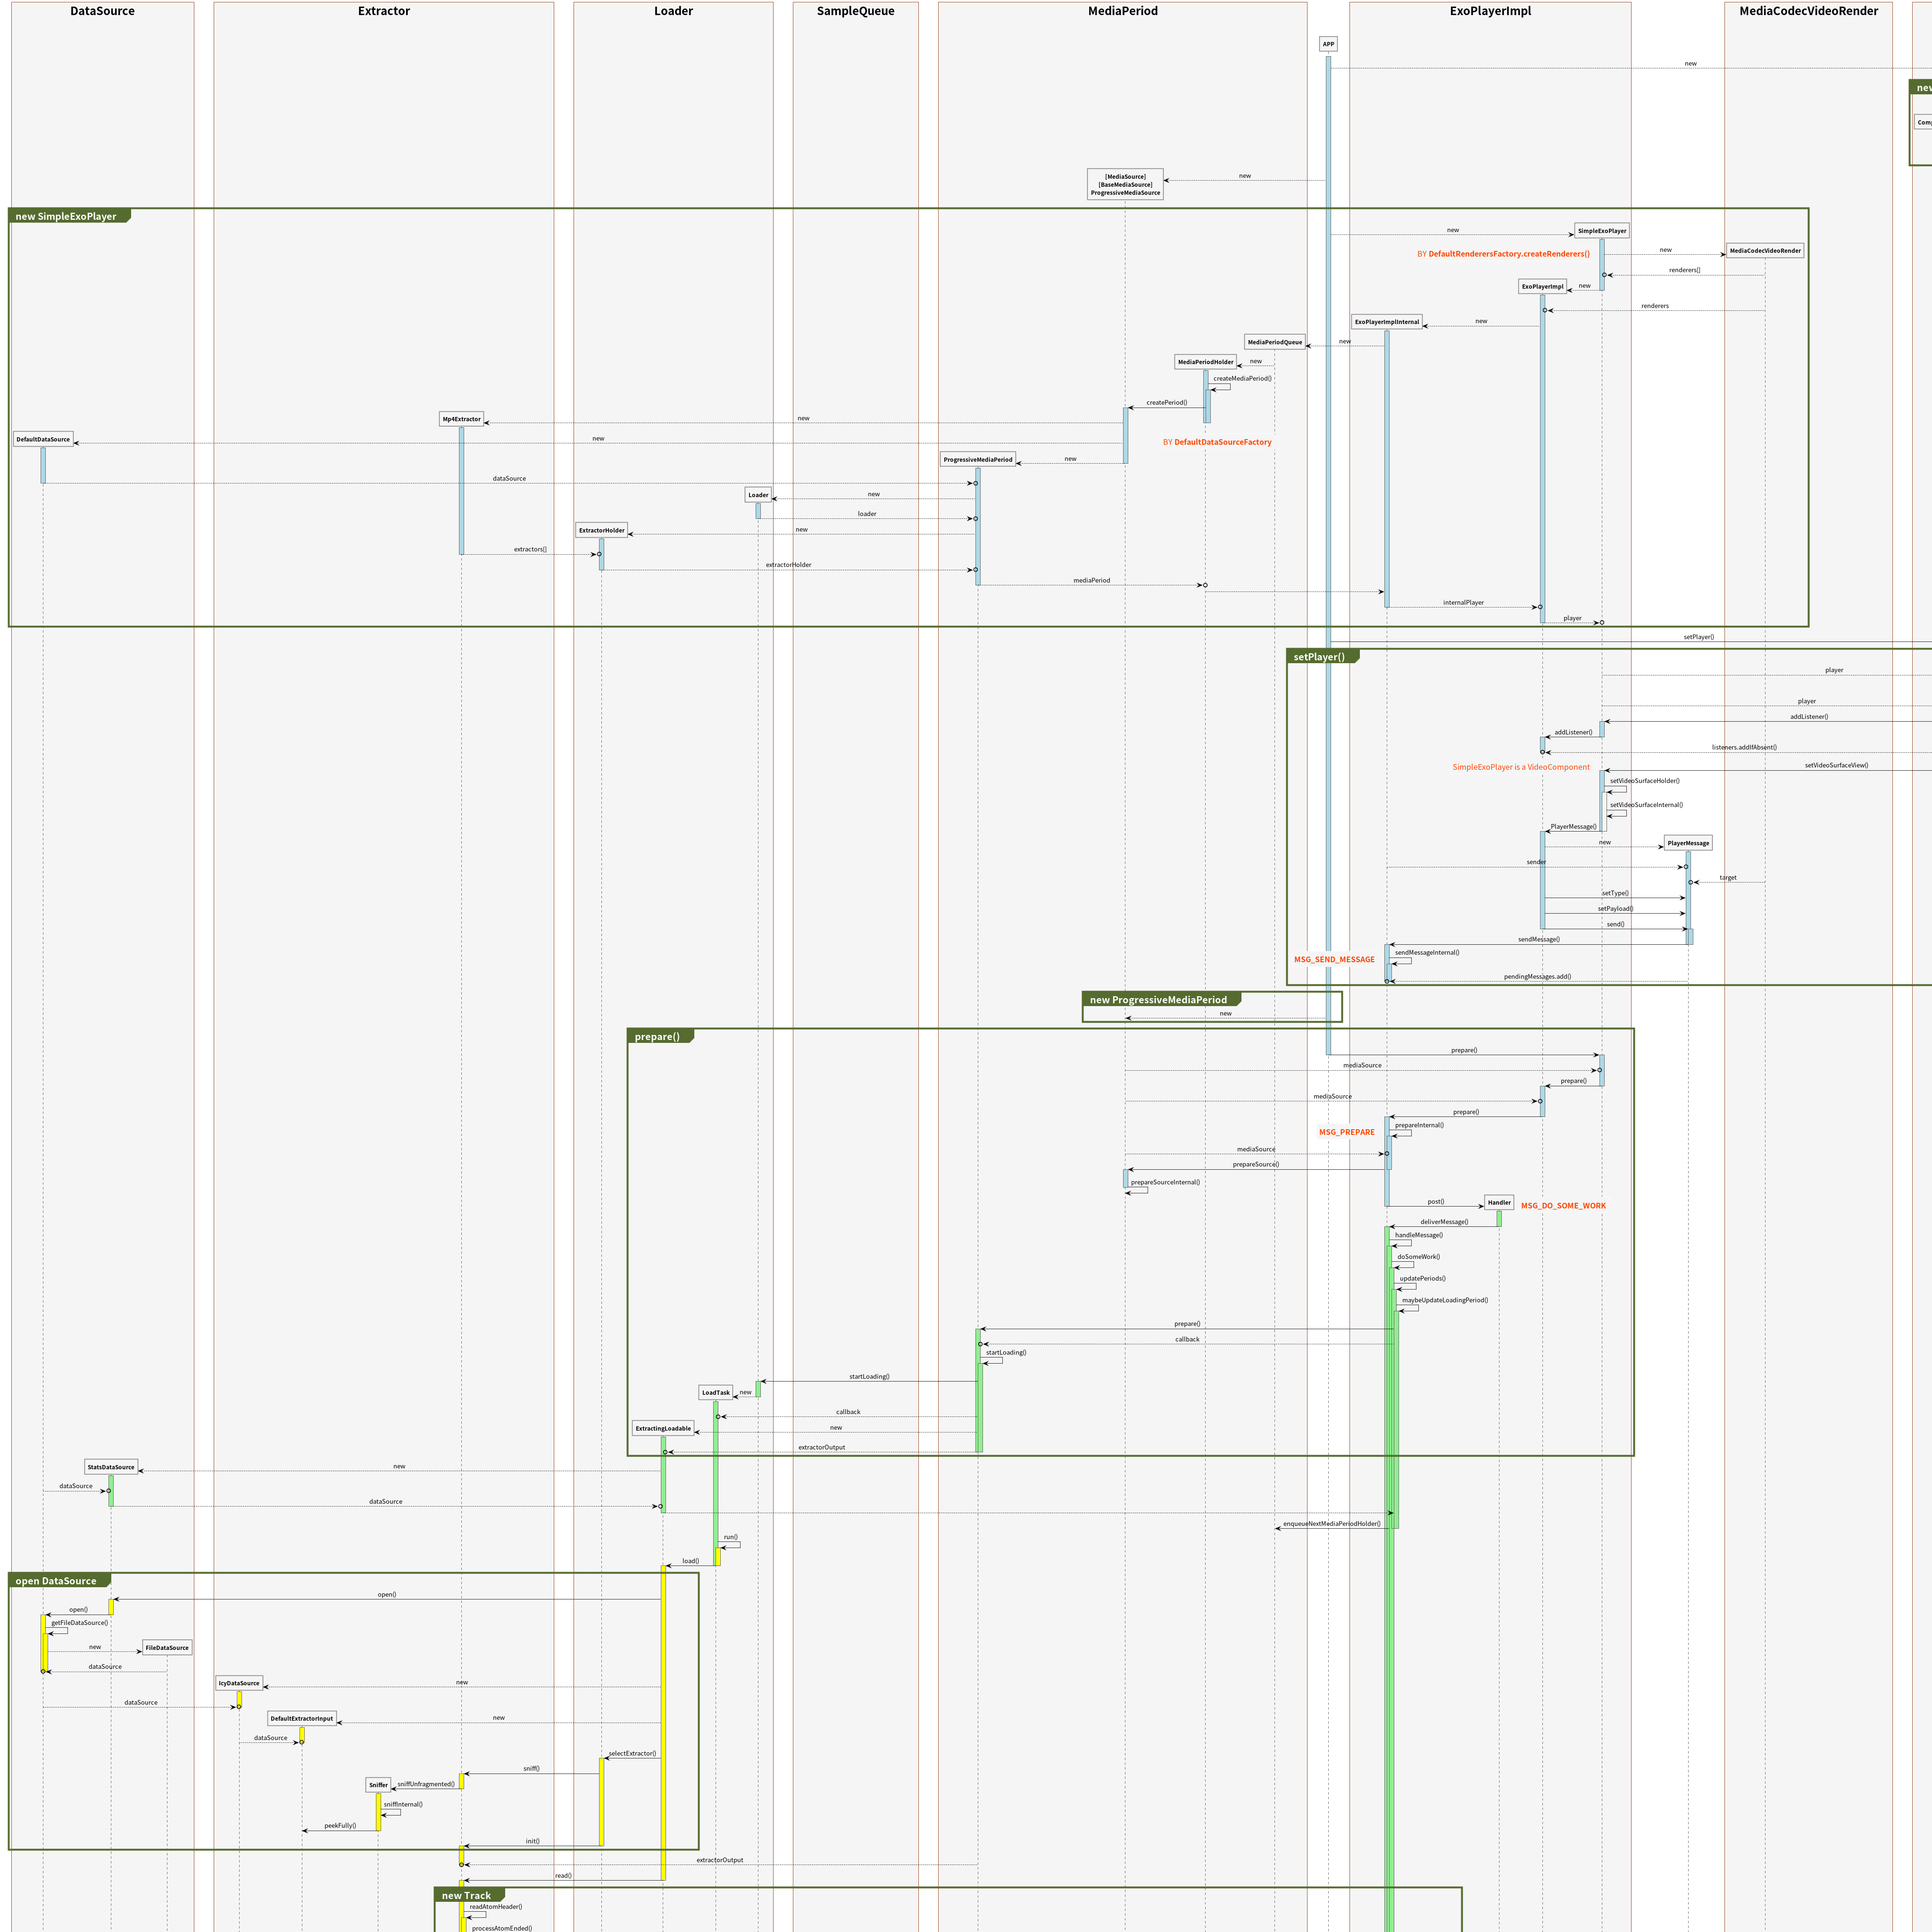 DataSource
Extractor
Loader
SampleQueue
MediaPeriod
ExoPlayerImpl
MediaCodecVideoRender
APP
new
new
Comp
[MediaSource]
[BaseMediaSource]
ProgressiveMediaSource
new
new SimpleExoPlayer
new
SimpleExoPlayer
BY DefaultRenderersFactory.createRenderers()
new
MediaCodecVideoRender
renderers[]
ExoPlayerImpl
new
renderers
ExoPlayerImplInternal
new
MediaPeriodQueue
new
MediaPeriodHolder
new
createMediaPeriod()
createPeriod()
Mp4Extractor
new
DefaultDataSource
new
BY DefaultDataSourceFactory
ProgressiveMediaPeriod
new
dataSource
Loader
new
loader
ExtractorHolder
new
extractors[]
extractorHolder
mediaPeriod
internalPlayer
player
setPlayer()
setPlayer()
player
player
addListener()
addListener()
listeners.addIfAbsent()
SimpleExoPlayer is a VideoComponent
setVideoSurfaceView()
setVideoSurfaceHolder()
setVideoSurfaceInternal()
PlayerMessage()
new
PlayerMessage
sender
target
setType()
setPayload()
send()
sendMessage()
MSG_SEND_MESSAGE
sendMessageInternal()
pendingMessages.add()
new ProgressiveMediaPeriod
new
prepare()
prepare()
mediaSource
prepare()
mediaSource
prepare()
MSG_PREPARE
prepareInternal()
mediaSource
prepareSource()
prepareSourceInternal()
post()
Handler
MSG_DO_SOME_WORK
deliverMessage()
handleMessage()
doSomeWork()
updatePeriods()
maybeUpdateLoadingPeriod()
prepare()
callback
startLoading()
startLoading()
LoadTask
new
callback
ExtractingLoadable
new
extractorOutput
StatsDataSource
new
dataSource
dataSource
enqueueNextMediaPeriodHolder()
run()
load()
open DataSource
open()
open()
getFileDataSource()
new
FileDataSource
dataSource
IcyDataSource
new
dataSource
DefaultExtractorInput
new
dataSource
selectExtractor()
sniff()
Sniffer
sniffUnfragmented()
sniffInternal()
peekFully()
init()
extractorOutput
read()
new Track
readAtomHeader()
processAtomEnded()